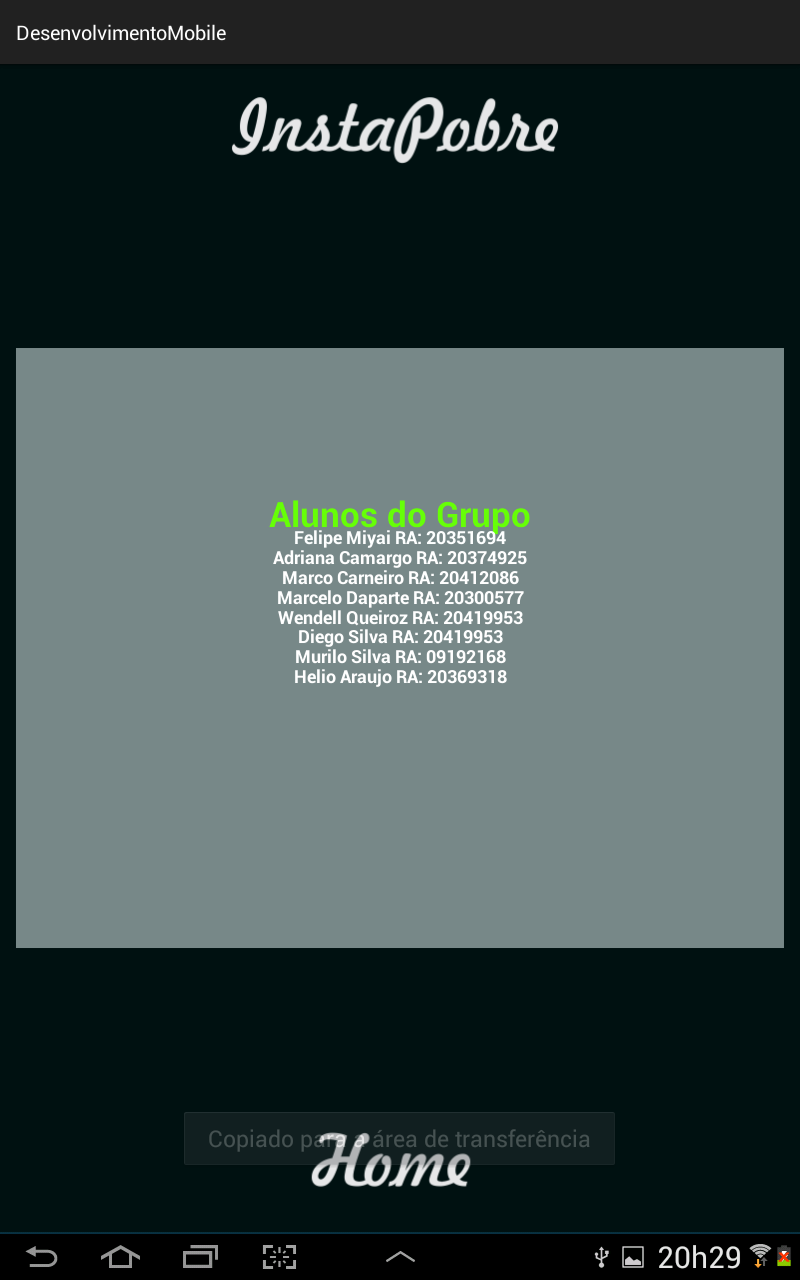 DesenvolvimentoMobile
InstaPobre
Alunos do Grupo
Felipe Miyai RA: 20351694
Adriana Camargo RA: 20374925
Marco Carneiro RA: 20412086
Marcelo Daparte RA: 20300577
Wendell Queiroz RA: 20419953
Diego Silva RA: 20419953
Murilo Silva RA: 09192168
Helio Araujo RA: 20369318
Copiado para a área de transferência
Home
20h29